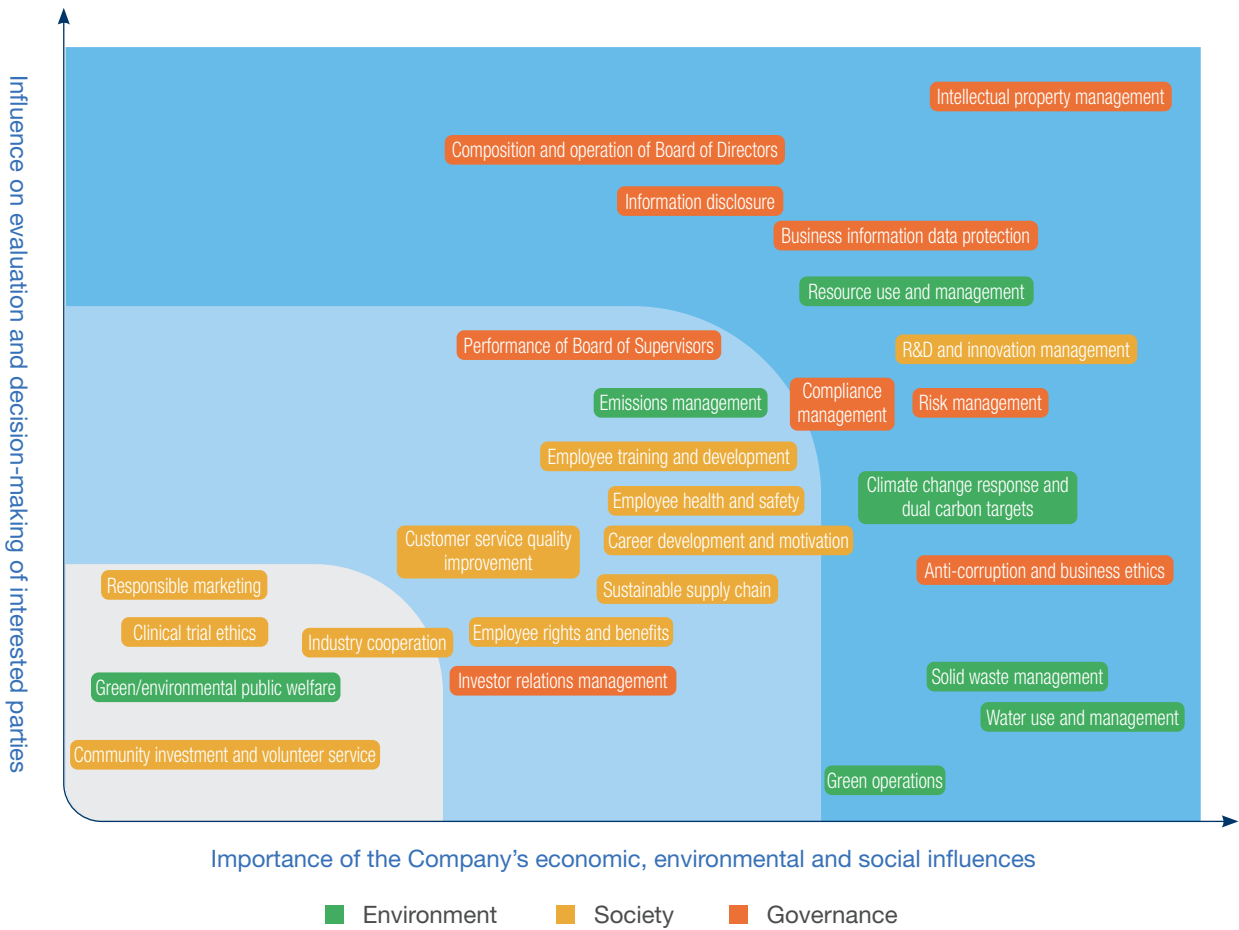 Influence on evaluation and decision-making of interested parties
Intellectual property management
Composition and operation of Board of Directors
Information disclosure
Business information data protection
Resource use and management
Performance of Board of Supervisors
R&D and innovation management
Emissions management
Compliance
management
Risk management
Employee training and development
Climate change response and
dual carbon targets
Employee health and safety
Customer service quality
improvement
Career development and motivation
Anti-corruption and business ethics
Responsible marketing
Sustainable supply chain
Clinical trial ethics
Industry cooperation
Employee rights and benefits
Green/environmental public welfare
Investor relations management
Solid waste management
Water use and management
Community investment and volunteer service
Green operations
Importance of the Company’s economic, environmental and social influences
Environment
Society
Governance